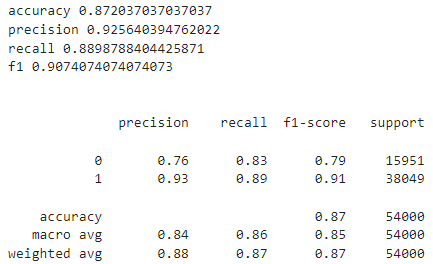 accuracy 0.872037037037037
precision 0.925640394762022
recall 0.8898788404425871
f1 0.9074074074074073
precision recall f1-score support
0 0.76 0.83 0.79 15951
1 0.93 0.89 0.91 38049
accuracy 0.87 54000
macro avg 0.84 0.86 0.85 54000
weighted avg 0.88 0.87 0.87 54000